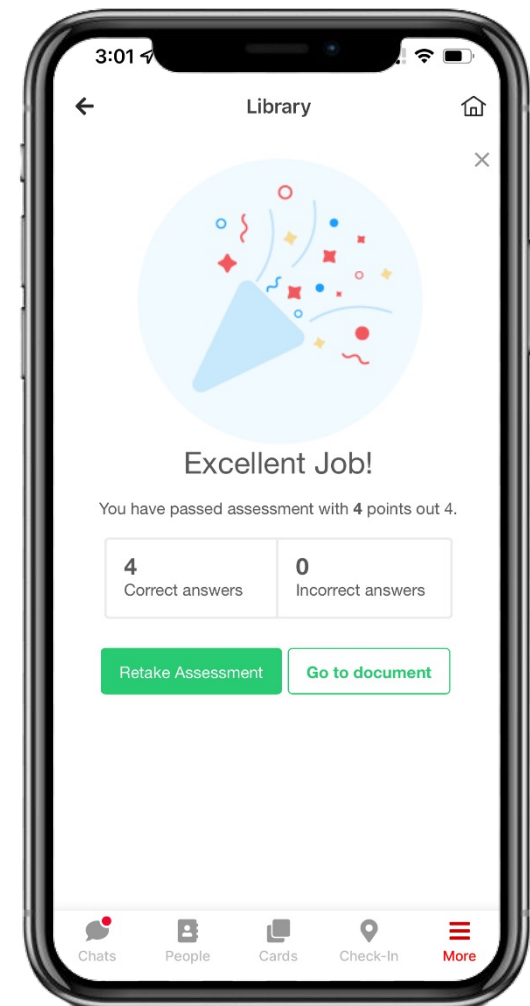 3:01
Library
Excellent Job!
You have passed assessment with 4 points out 4.
4
Correct answers
0
Incorrect answers
Retake Assessment
Go to document
Chats
People
Cards
Check-In
More